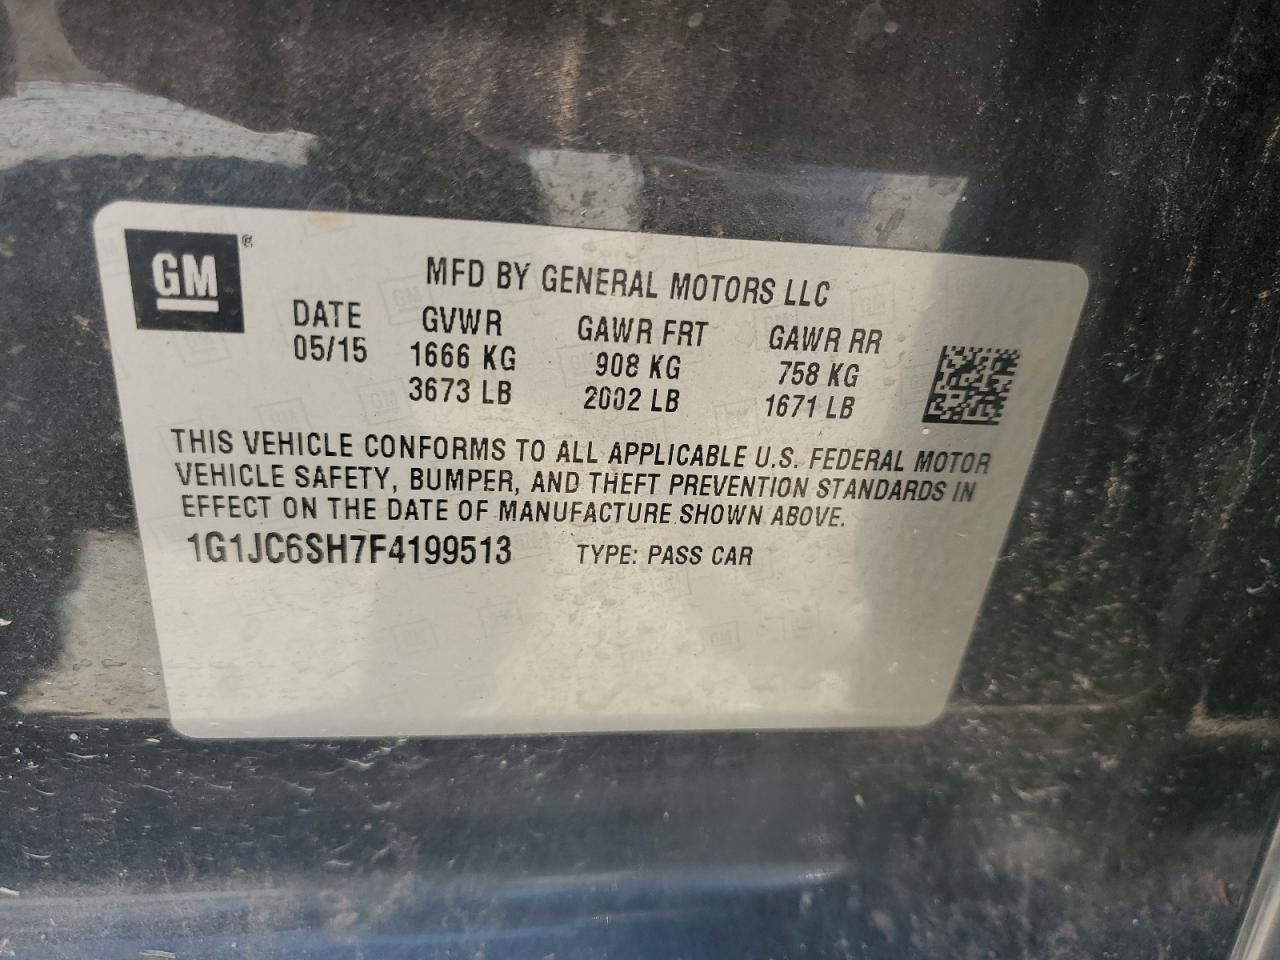 GM ®
MFD BY GENERAL MOTORS LLC
DATE GVWR GAWR FRT GAWR RR
05/15 1666 KG 908 KG 758 KG
3673 LB 2002 LB 1671 LB
THIS VEHICLE CONFORMS TO ALL APPLICABLE U.S. FEDERAL MOTOR
VEHICLE SAFETY, BUMPER, AND THEFT PREVENTION STANDARDS IN
EFFECT ON THE DATE OF MANUFACTURE SHOWN ABOVE.
1G1JC6SH7F4199513 TYPE: PASS CAR